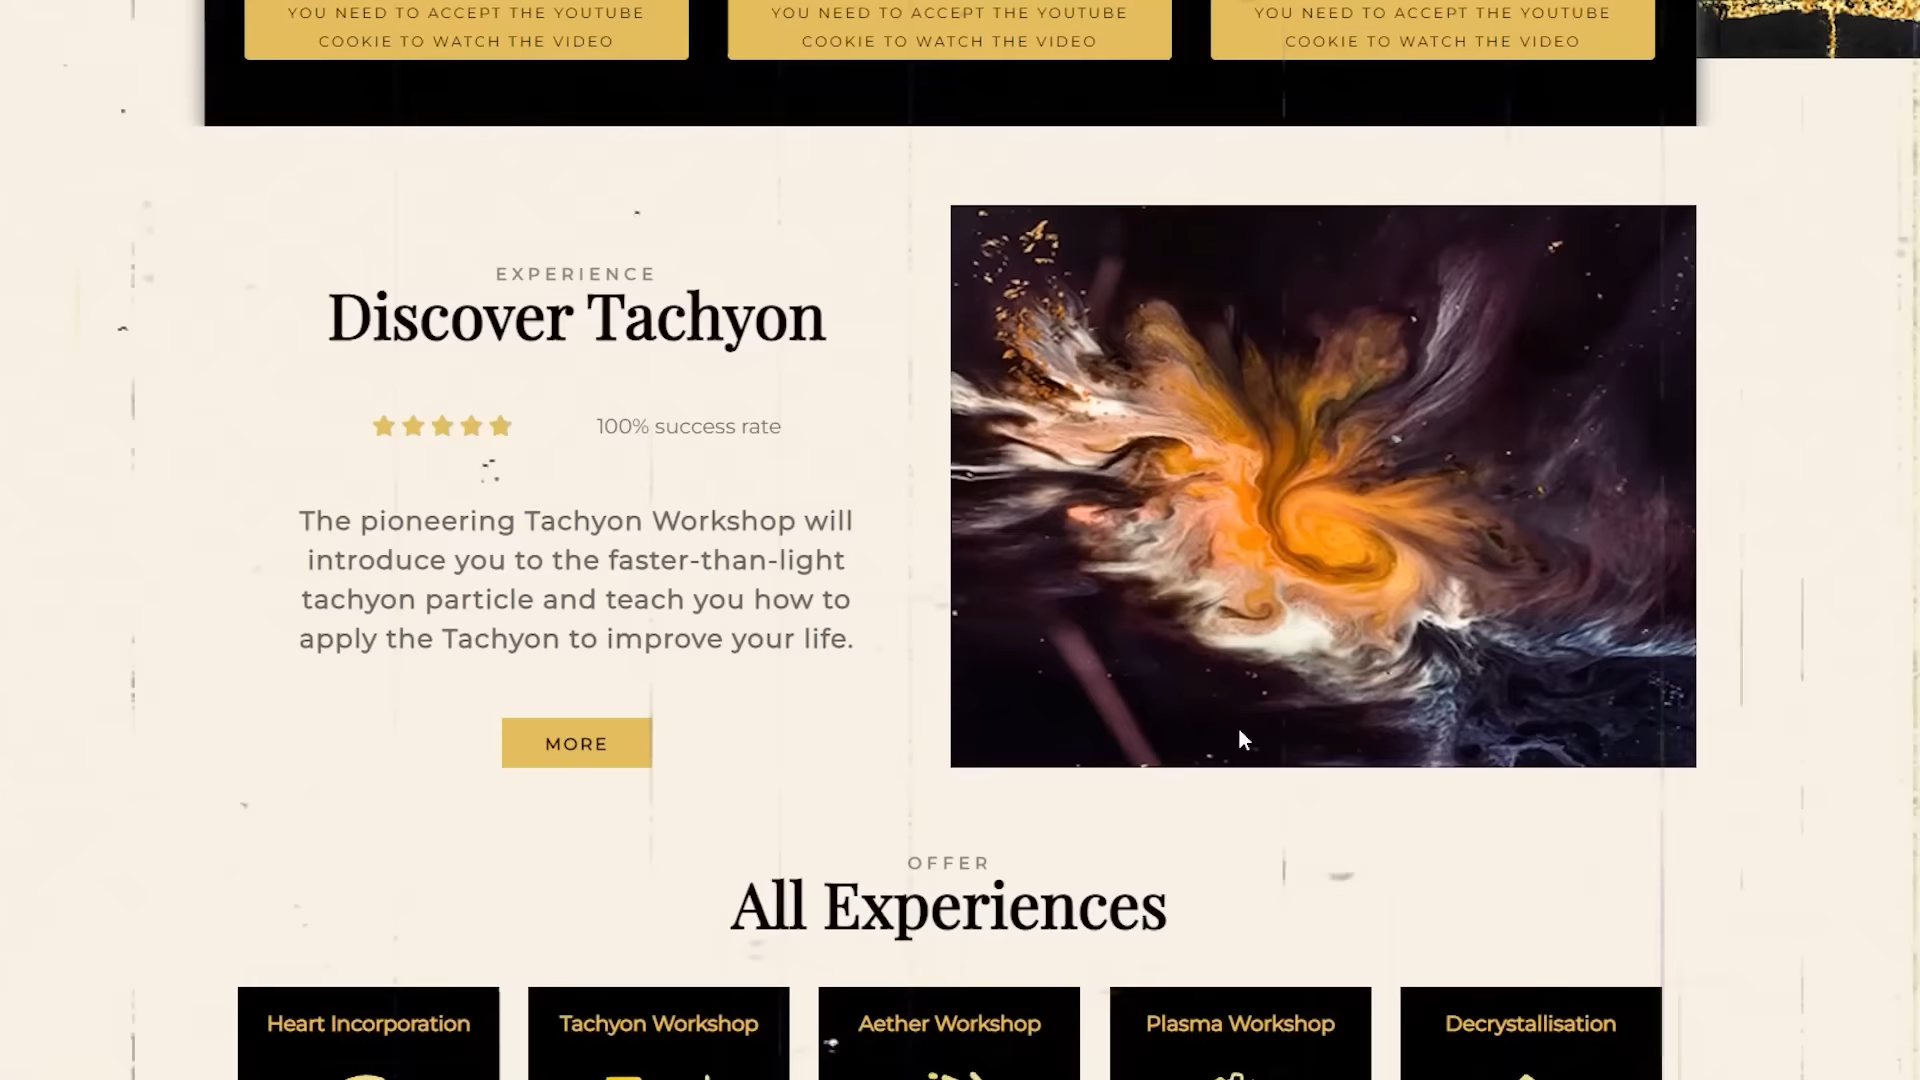 YOU NEED TO ACCEPT THE YOUTUBE
COOKIE TO WATCH THE VIDEO
YOU NEED TO ACCEPT THE YOUTUBE
COOKIE TO WATCH THE VIDEO
YOU NEED TO ACCEPT THE YOUTUBE
COOKIE TO WATCH THE VIDEO
EXPERIENCE
Discover Tachyon
100% success rate
The pioneering Tachyon Workshop will
introduce you to the faster-than-light
tachyon particle and teach you how to
apply the Tachyon to improve your life.
MORE
OFFER
All Experiences
Heart Incorporation
Tachyon Workshop
Aether Workshop
Plasma Workshop
Decrystallisation